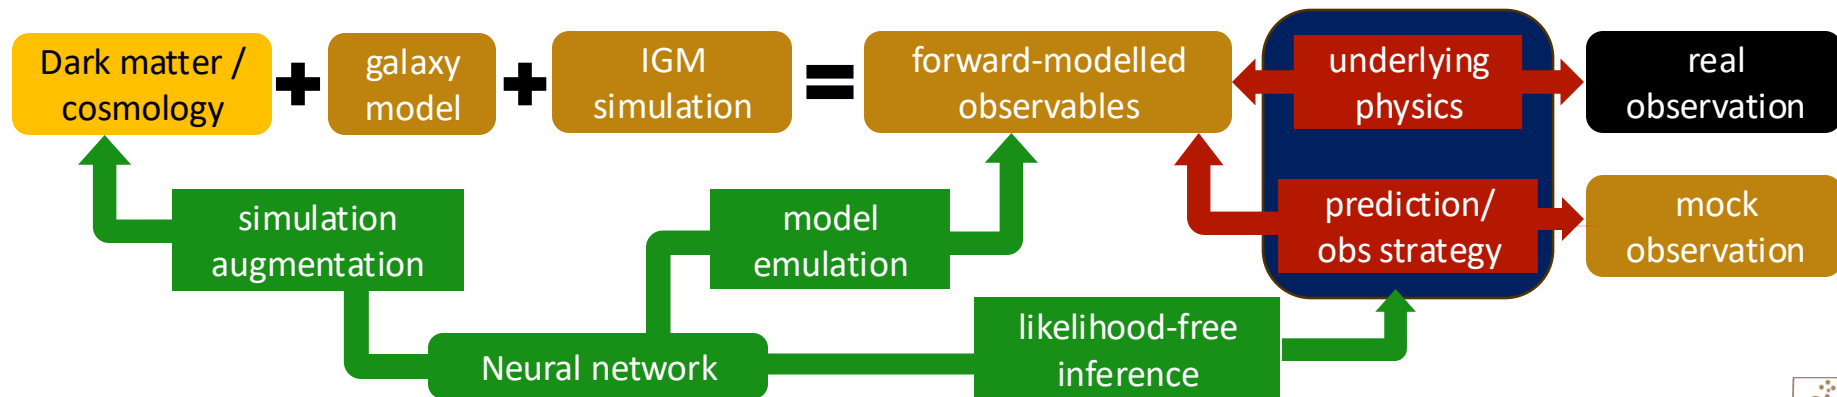 Dark matter /
cosmology
+
galaxy
model
+
IGM
simulation
=
forward-modelled
observables
underlying
physics
real
observation
simulation
augmentation
model
emulation
prediction/
obs strategy
mock
observation
Neural network
likelihood-free
inference